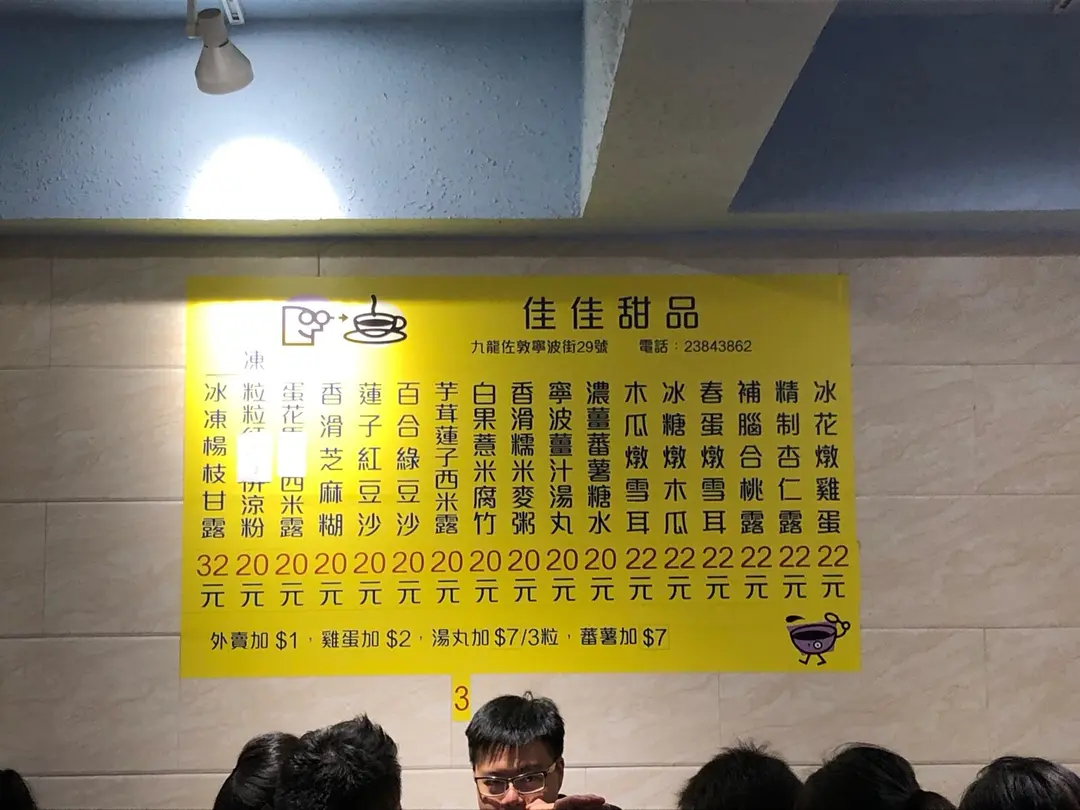 佳佳甜品
九龍佐敦寧波街29號 電話：23843862
冰花燉雞蛋 22元
精制杏仁露 22元
補腦合桃露 22元
春蛋燉雪耳 22元
冰糖燉木瓜 22元
木瓜燉雪耳 22元
濃薑蕃薯糖水 20元
寧波薑汁湯丸 20元
香滑糯米麥粥 20元
白果薏米腐竹 20元
芋茸蓮子西米露 20元
百合綠豆沙 20元
蓮子紅豆沙 20元
香滑芝麻糊 20元
蛋花 西米露 20元
凍粒粒 涼粉 20元
冰凍楊枝甘露 32元
外賣加 $1，雞蛋加 $2，湯丸加 $7/3粒，蕃薯加 $7
3